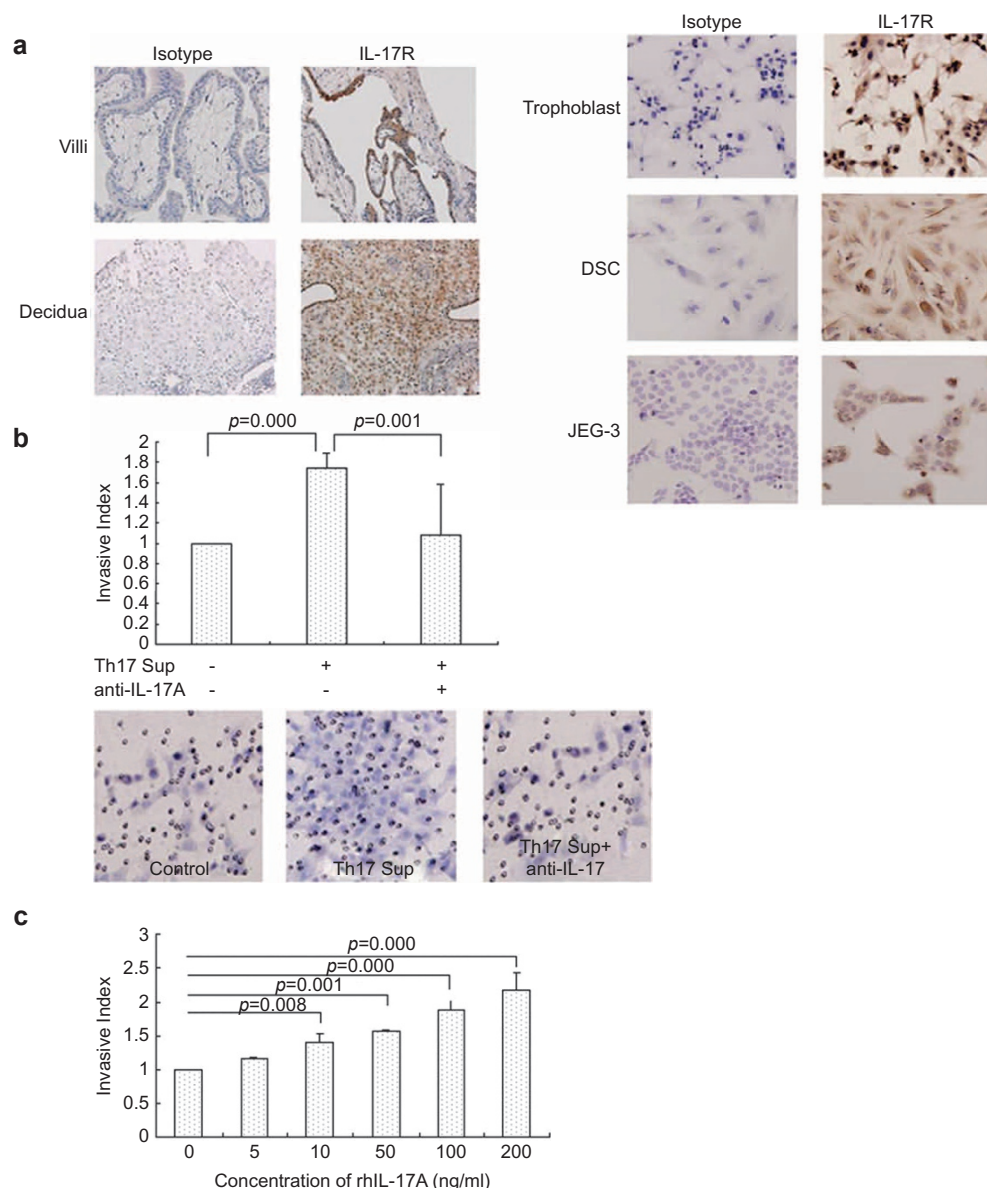 a
Isotype
IL-17R
Villi
Decidua
Isotype
IL-17R
Trophoblast
DSC
JEG-3
b
p=0.000
p=0.001
2
1.8
1.6
1.4
1.2
1
0.8
0.6
0.4
0.2
0
Invasive Index
Th17 Sup - + +
anti-IL-17A - - +
Control
Th17 Sup
Th17 Sup+
anti-IL-17
c
3
2.5
2
1.5
1
0.5
0
Invasive Index
p=0.000
p=0.000
p=0.001
p=0.008
0 5 10 50 100 200
Concentration of rhIL-17A (ng/ml)